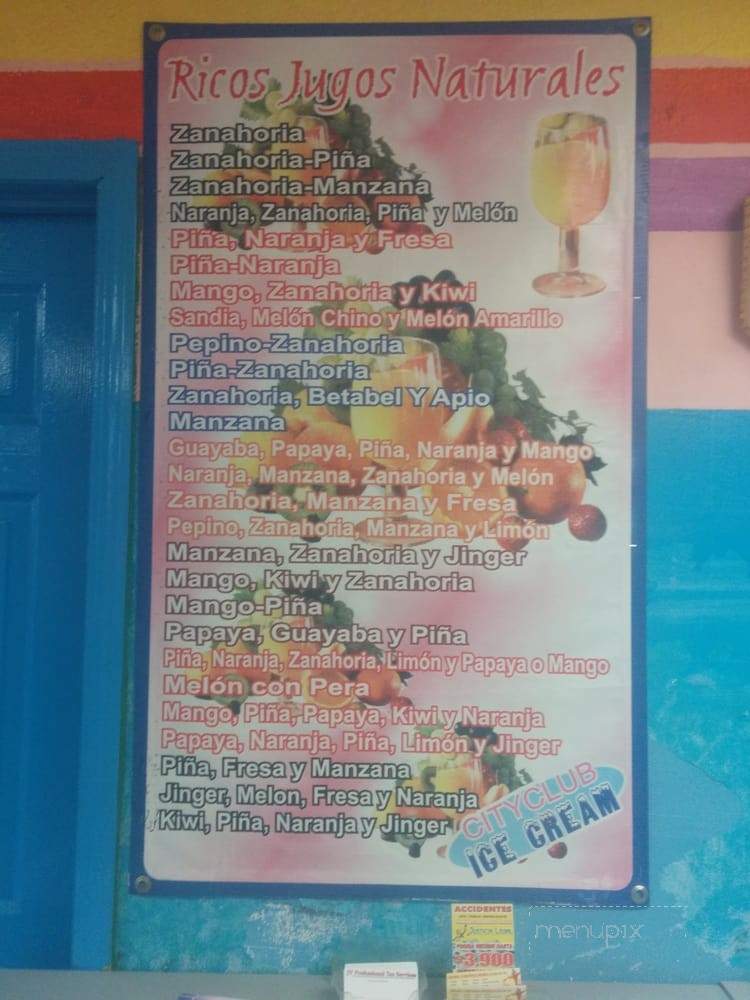 Ricos Jugos Naturales
Zanahoria
Zanahoria-Piña
Zanahoria-Manzana
Naranja, Zanahoria, Piña y Melón
Piña, Naranja y Fresa
Piña-Naranja
Mango, Zanahoria y Kiwi
Sandia, Melón Chino y Melón Amarillo
Pepino-Zanahoria
Piña-Zanahoria
Zanahoria, Betabel Y Apio
Manzana
Guayaba, Papaya, Piña, Naranja y Mango
Naranja, Manzana, Zanahoria y Melón
Zanahoria, Manzana y Fresa
Pepino, Zanahoria, Manzana y Limón
Manzana, Zanahoria y Jinger
Mango, Kiwi y Zanahoria
Mango-Piña
Papaya, Guayaba y Piña
Piña, Naranja, Zanahoria, Limón y Papaya o Mango
Melón con Pera
Mango, Piña, Papaya, Kiwi y Naranja
Papaya, Naranja, Piña, Limón y Jinger
Piña, Fresa y Manzana
Jinger, Melon, Fresa y Naranja
Kiwi, Piña, Naranja y Jinger
CITYCLUB
ICE CREAM
ACCIDENTES
$3,900
menupix
Professional Tax Services